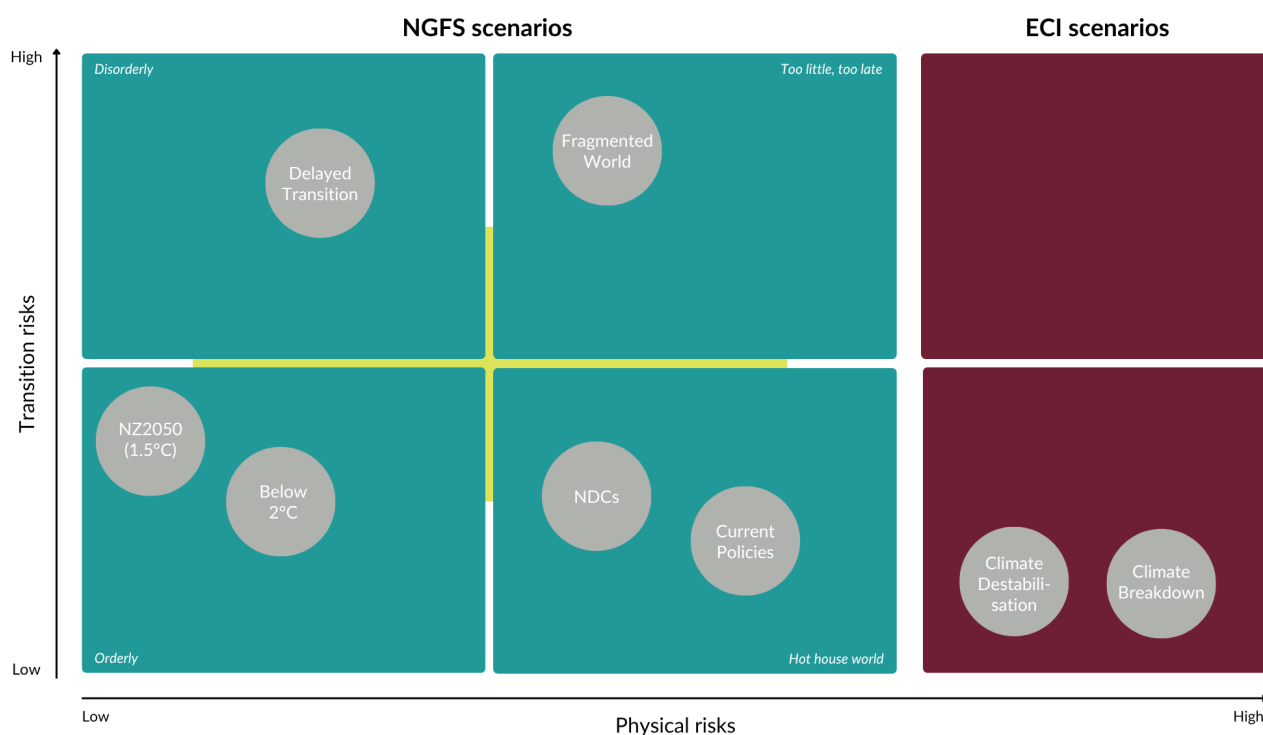 NGFS scenarios
ECI scenarios
High
Disorderly
Too little, too late
Fragmented
World
Delayed
Transition
Transition risks
NZ2050
(1.5°C)
Below
2°C
NDCs
Current
Policies
Climate
Destabili-
sation
Climate
Breakdown
Orderly
Hot house world
Low
Low
Physical risks
High